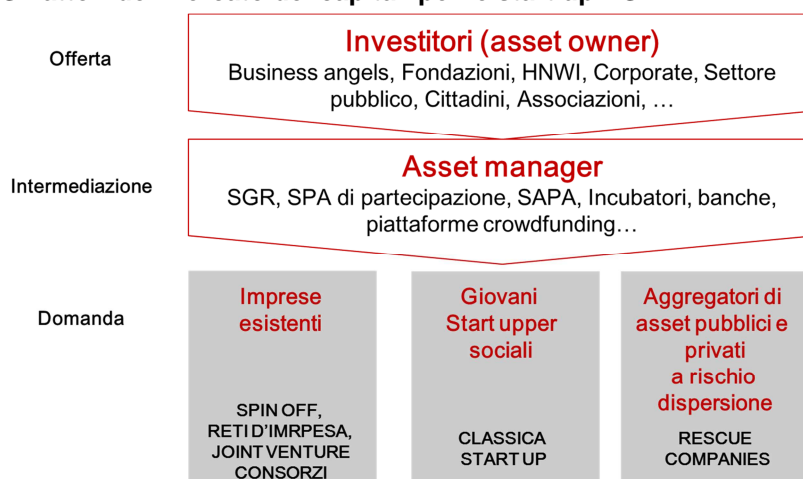 Offerta
Investitori (asset owner)
Business angels, Fondazioni, HNWI, Corporate, Settore
pubblico, Cittadini, Associazioni, ...
Intermediazione
Asset manager
SGR, SPA di partecipazione, SAPA, Incubatori, banche,
piattaforme crowdfunding...
Domanda
Imprese
esistenti
SPIN OFF,
RETI D'IMRPESA,
JOINT VENTURE
CONSORZI
Giovani
Start upper
sociali
CLASSICA
START UP
Aggregatori di
asset pubblici e
privati
a rischio
dispersione
RESCUE
COMPANIES